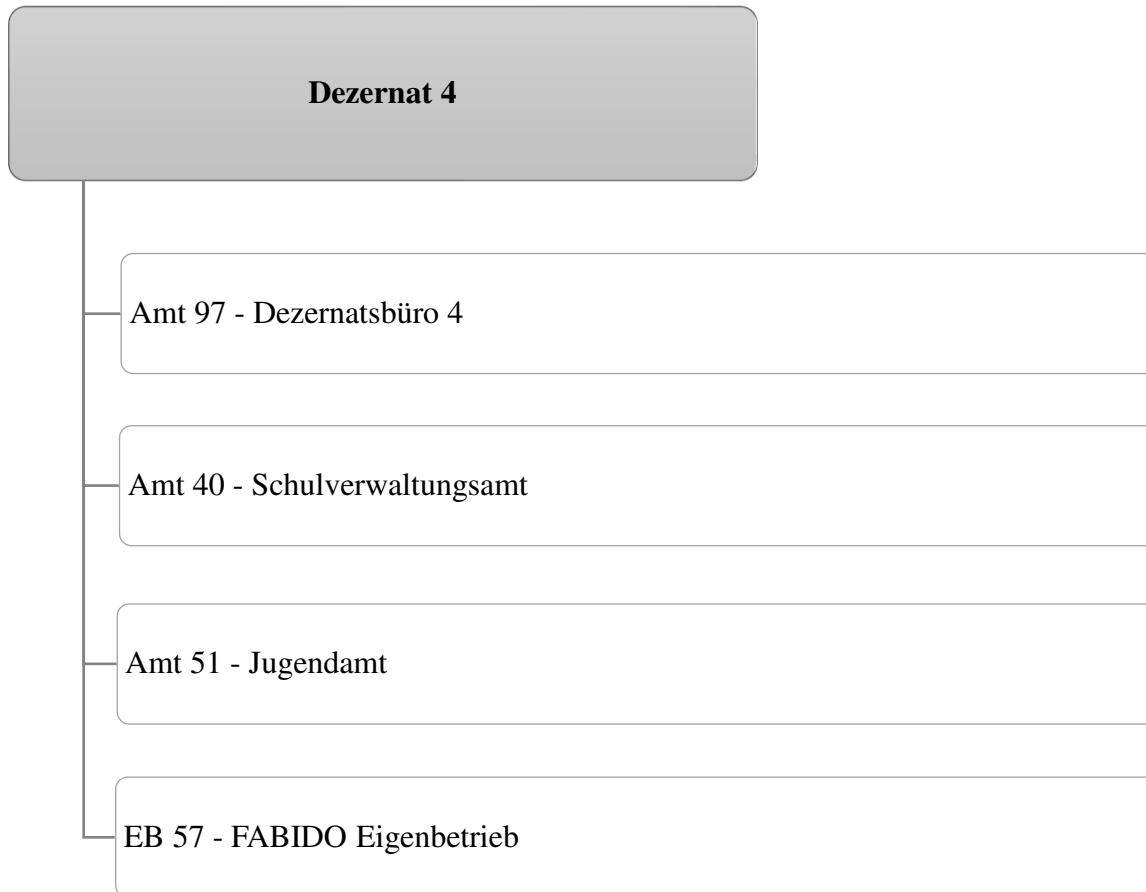 Dezernat 4
Amt 97 - Dezernatsbüro 4
Amt 40 - Schulverwaltungsamt
Amt 51 - Jugendamt
EB 57 - FABIDO Eigenbetrieb